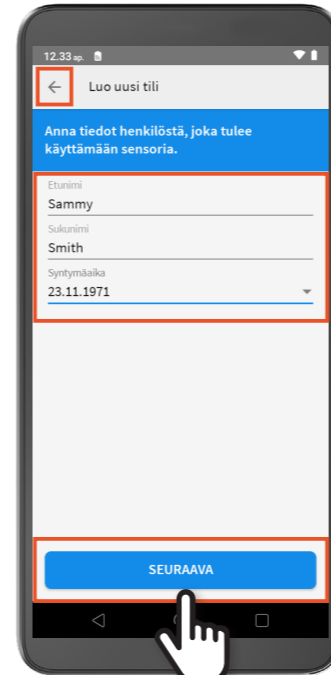 12.33 ap.
Luo uusi tili
Anna tiedot henkilöstä, joka tulee
käyttämään sensoria.
Etunimi
Sammy
Sukunimi
Smith
Syntymäaika
23.11.1971
SEURAAVA